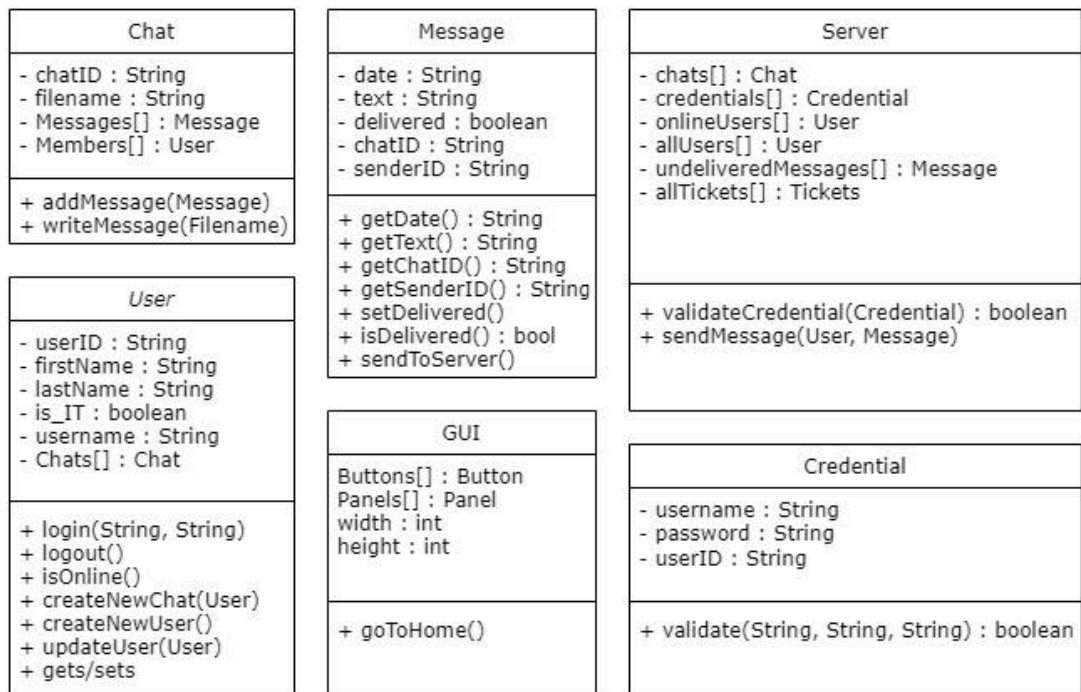 Chat
- chatID : String
- filename : String
- Messages[] : Message
- Members[] : User
+ addMessage(Message)
+ writeMessage(Filename)
Message
- date : String
- text : String
- delivered : boolean
- chatID : String
- senderID : String
+ getDate() : String
+ getText() : String
+ getChatID() : String
+ getSenderID() : String
+ setDelivered()
+ isDelivered() : bool
+ sendToServer()
Server
- chats[] : Chat
- credentials[] : Credential
- onlineUsers[] : User
- allUsers[] : User
- undeliveredMessages[] : Message
- allTickets[] : Tickets
+ validateCredential(Credential) : boolean
+ sendMessage(User, Message)
User
- userID : String
- firstName : String
- lastName : String
- is_IT : boolean
- username : String
- Chats[] : Chat
+ login(String, String)
+ logout()
+ isOnline()
+ createNewChat(User)
+ createNewUser()
+ updateUser(User)
+ gets/sets
GUI
Buttons[] : Button
Panels[] : Panel
width : int
height : int
+ goToHome()
Credential
- username : String
- password : String
- userID : String
+ validate(String, String, String) : boolean